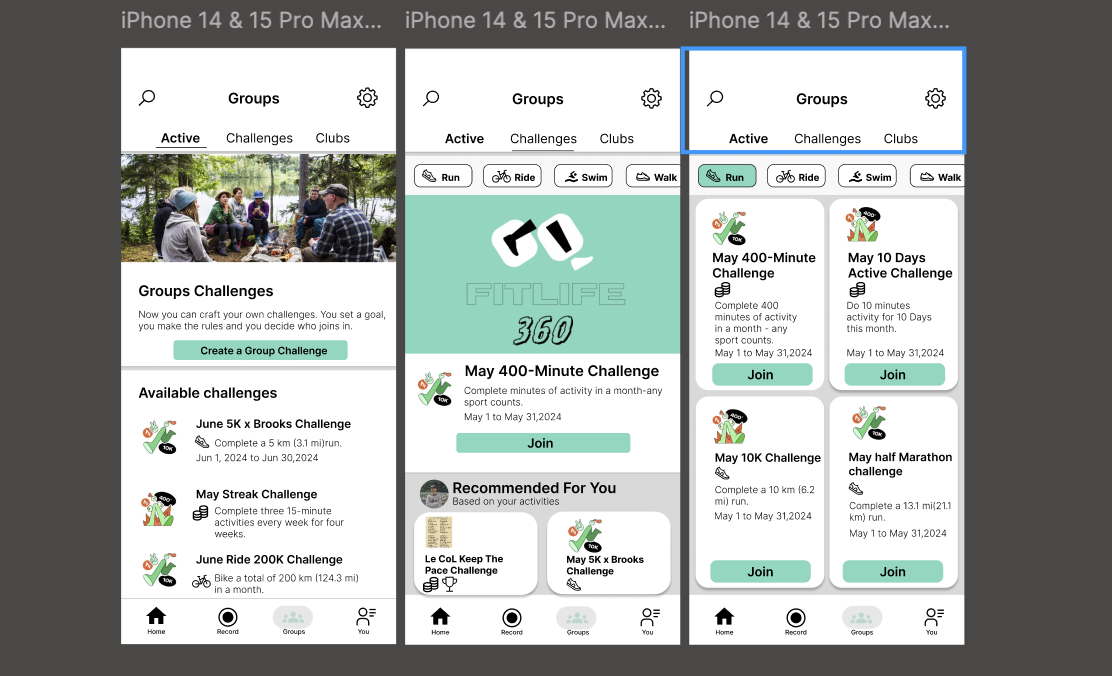 iPhone 14 & 15 Pro Max...
Groups
Active Challenges Clubs
Groups Challenges
Now you can craft your own challenges. You set a goal,
you make the rules and you decide who joins in.
Create a Group Challenge
Available challenges
June 5K x Brooks Challenge
Complete a 5 km (3.1 mi)run.
Jun 1, 2024 to Jun 30,2024
10K
May Streak Challenge
Complete three 15-minute
activities every week for four
weeks.
400'
June Ride 200K Challenge
Bike a total of 200 km (124.3 mi)
in a month.
10K
Home Record Groups You
iPhone 14 & 15 Pro Max...
Groups
Active Challenges Clubs
Run Ride Swim Walk
FITLIFE
360
May 400-Minute Challenge
Complete minutes of activity in a month-any
sport counts.
May 1 to May 31,2024
10K
Join
Recommended For You
Based on your activities
Le CoL Keep The
Pace Challenge
10K
May 5K x Brooks
Challenge
Home Record Groups You
iPhone 14 & 15 Pro Max...
Groups
Active Challenges Clubs
Run Ride Swim Walk
10K
May 400-Minute
Challenge
Complete 400
minutes of activity
in a month - any
sport counts.
May 1 to May 31,2024
Join
400'
May 10 Days
Active Challenge
Do 10 minutes
activity for 10 Days
this month.
May 1 to May 31,2024
Join
400'
May 10K Challenge
Complete a 10 km (6.2
mi) run.
May 1 to May 31,2024
Join
10K
May half Marathon
challenge
Complete a 13.1 mi(21.1
km) run.
May 1 to May 31,2024
Join
Home Record Groups You